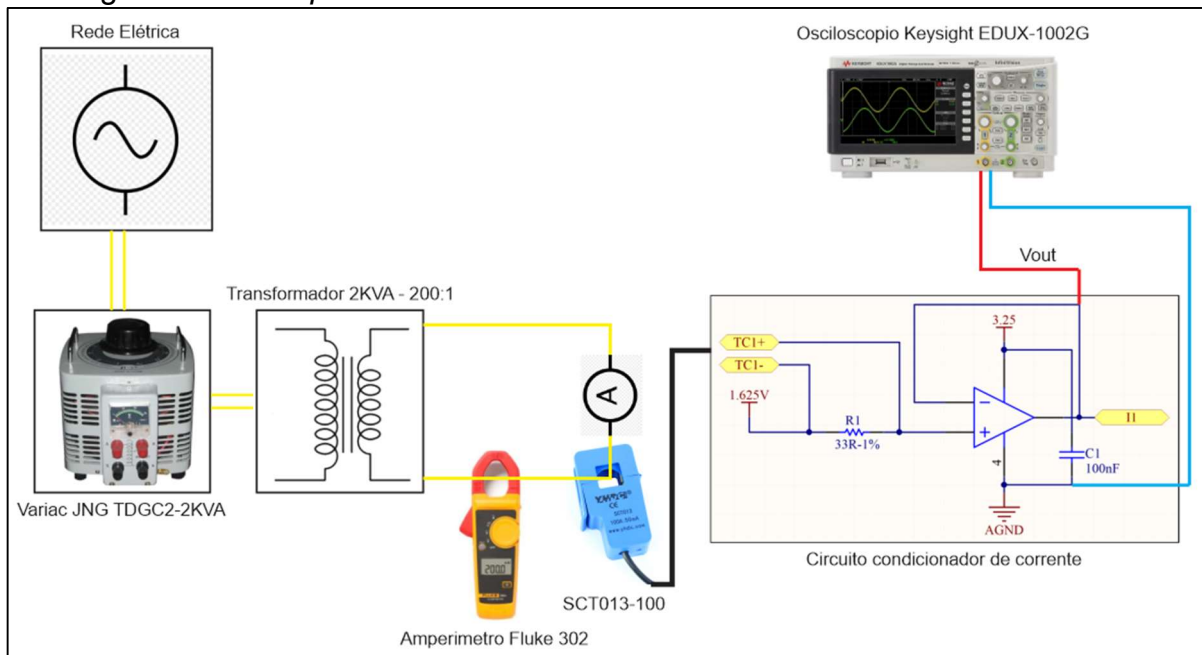 Rede Elétrica
Osciloscopio Keysight EDUX-1002G
Vout
Transformador 2KVA - 200:1
A
TC1+
TC1-
1.625V
R1
33R-1%
3.25
4
I1
C1
100nF
AGND
Circuito condicionador de corrente
Variac JNG TDGC2-2KVA
SCT013-100
Amperimetro Fluke 302